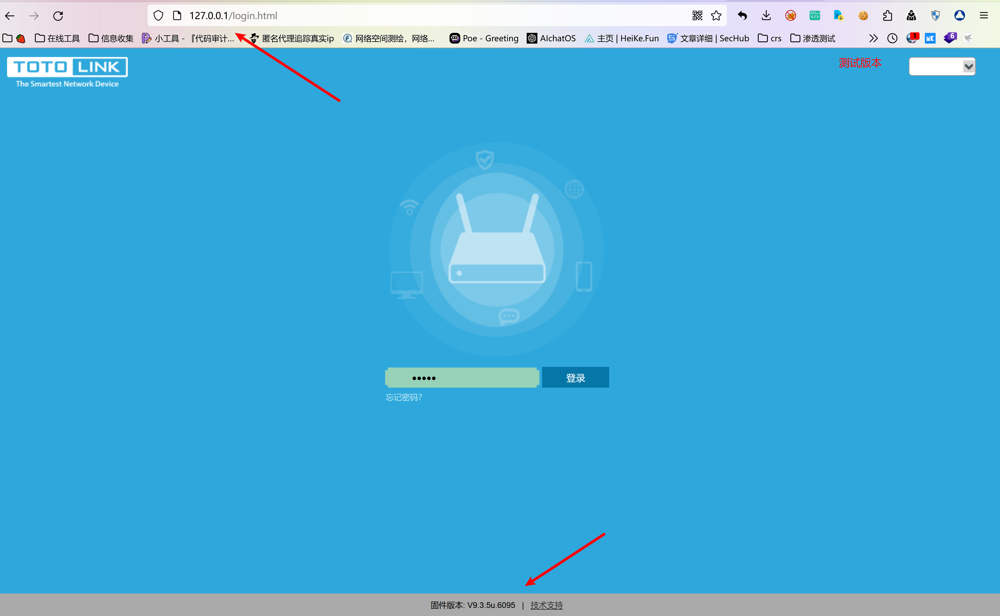 127.0.0.1/login.html
在线工具 信息收集 小工具 - 『代码审计... 匿名代理追踪真实ip 网络空间测绘，网络... Poe - Greeting AIchatOS 主页 | HeiKe.Fun 文章详细 | SecHub crs 渗透测试 1 MK 6
TOTO LINK
The Smartest Network Device
测试版本
登录
忘记密码?
固件版本: V9.3.5u.6095 | 技术支持